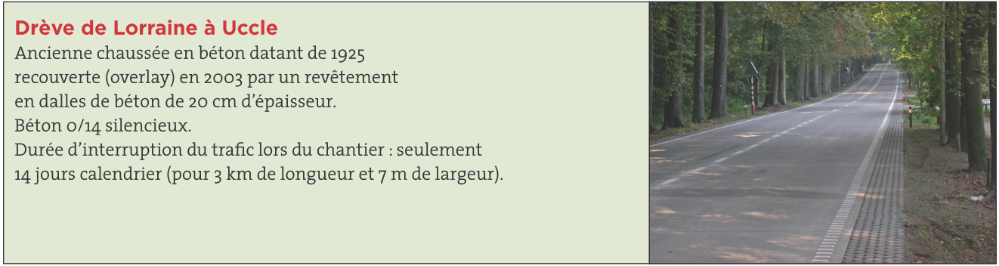 Drève de Lorraine à Uccle
Ancienne chaussée en béton datant de 1925
recouverte (overlay) en 2003 par un revêtement
en dalles de béton de 20 cm d’épaisseur.
Béton 0/14 silencieux.
Durée d’interruption du trafic lors du chantier : seulement
14 jours calendrier (pour 3 km de longueur et 7 m de largeur).